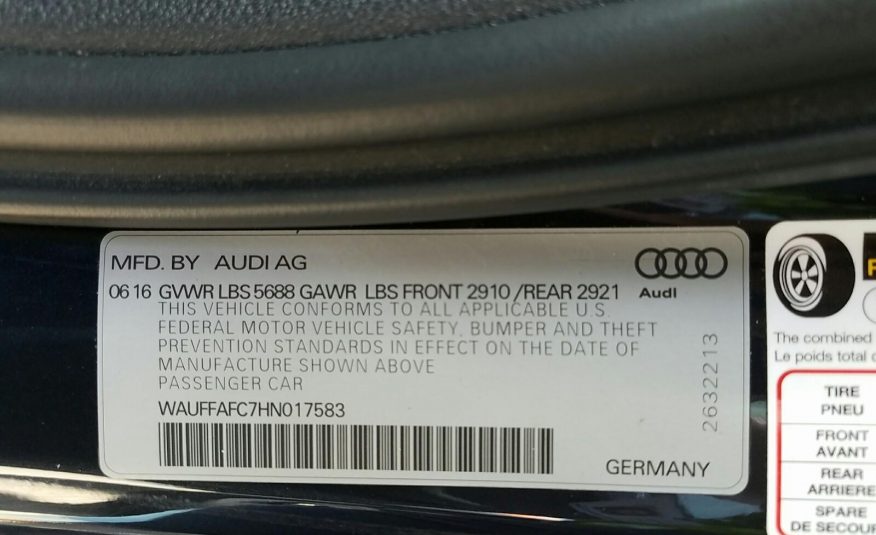 MFD. BY AUDI AG
06 16 GVWR LBS 5688 GAWR LBS FRONT 2910 / REAR 2921
Audi
THIS VEHICLE CONFORMS TO ALL APPLICABLE U.S.
FEDERAL MOTOR VEHICLE SAFETY, BUMPER AND THEFT
PREVENTION STANDARDS IN EFFECT ON THE DATE OF
MANUFACTURE SHOWN ABOVE
PASSENGER CAR
WAUFFAFC7HN017583
GERMANY
2632213
The combined
Le poids total
TIRE
PNEU
FRONT
AVANT
REAR
ARRIERE
SPARE
DE SECOUR